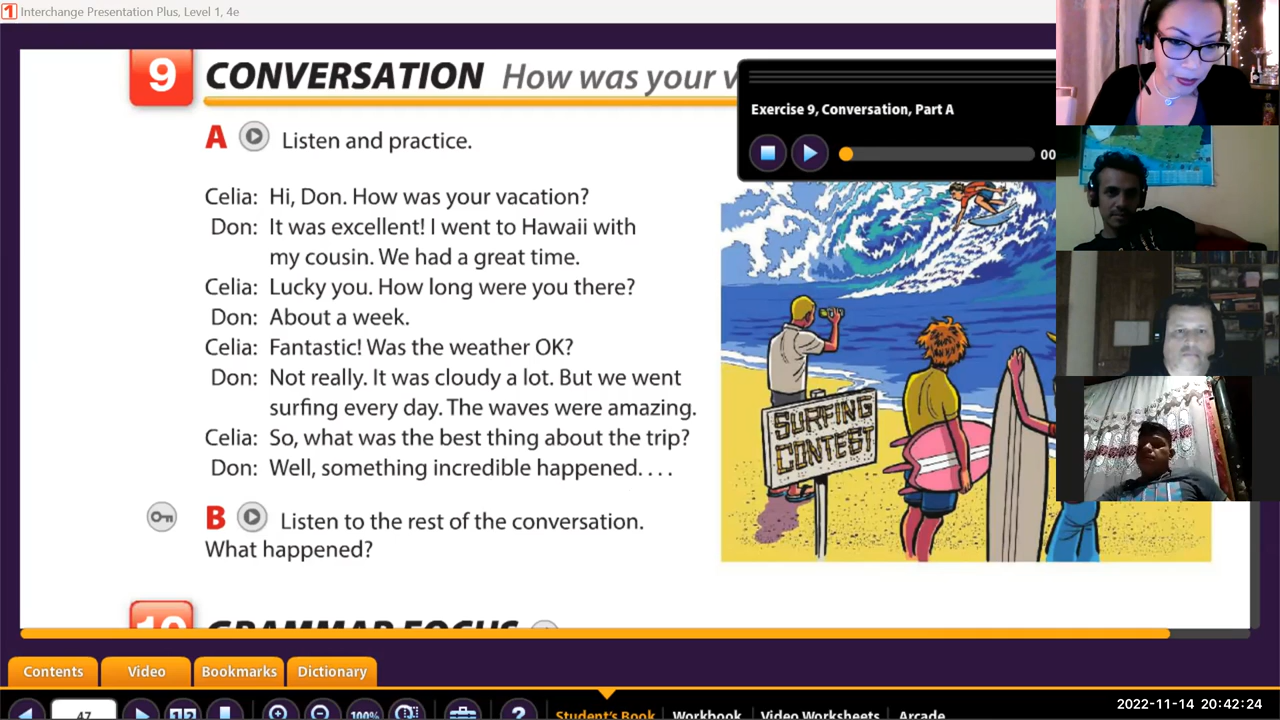 Interchange Presentation Plus, Level 1, 4e
9 CONVERSATION How was your v
Exercise 9, Conversation, Part A
00
A Listen and practice.
Celia: Hi, Don. How was your vacation?
Don: It was excellent! I went to Hawaii with
my cousin. We had a great time.
Celia: Lucky you. How long were you there?
Don: About a week.
Celia: Fantastic! Was the weather OK?
Don: Not really. It was cloudy a lot. But we went
surfing every day. The waves were amazing.
Celia: So, what was the best thing about the trip?
Don: Well, something incredible happened. . . .
SURFING
CONTEST
B Listen to the rest of the conversation.
What happened?
10 GRAMMAR FOCUS
Contents Video Bookmarks Dictionary
47 100% ? Student's Book Workbook Video Worksheets Arcade
2022-11-14 20:42:24